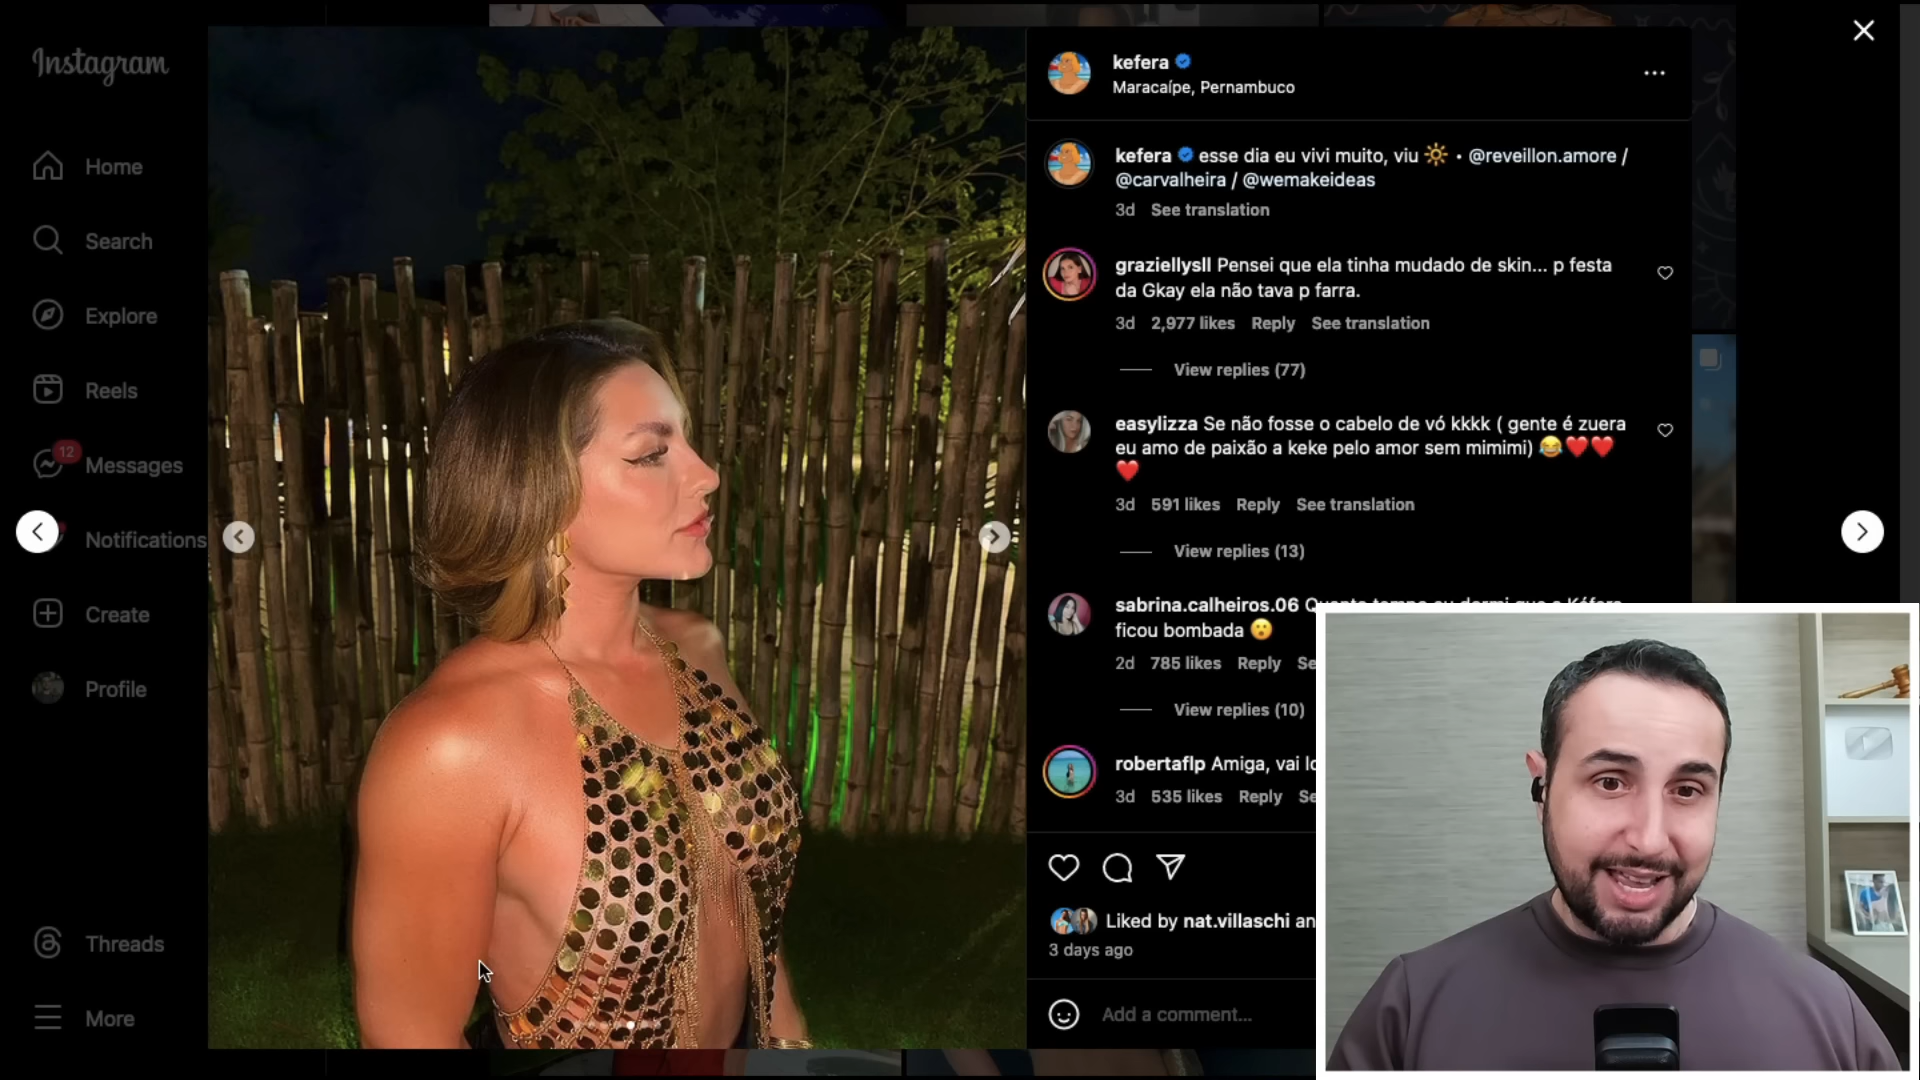 Instagram
Home
Search
Explore
Reels
12
Messages
Notifications
Create
Profile
Threads
More
kefera
Maracaípe, Pernambuco
kefera esse dia eu vivi muito, viu ☀️ • @reveillon.amore /
@carvalheira / @wemakeideas
3d See translation
graziellysll Pensei que ela tinha mudado de skin... p festa
da Gkay ela não tava p farra.
3d 2,977 likes Reply See translation
View replies (77)
easylizza Se não fosse o cabelo de vó kkkk ( gente é zuera
eu amo de paixão a keke pelo amor sem mimimi) 😂❤️❤️
❤️
3d 591 likes Reply See translation
View replies (13)
sabrina.calheiros.06
ficou bombada 😮
2d 785 likes Reply Se
View replies (10)
robertaflp Amiga, vai lo
3d 535 likes Reply Se
Liked by nat.villaschi an
3 days ago
Add a comment...